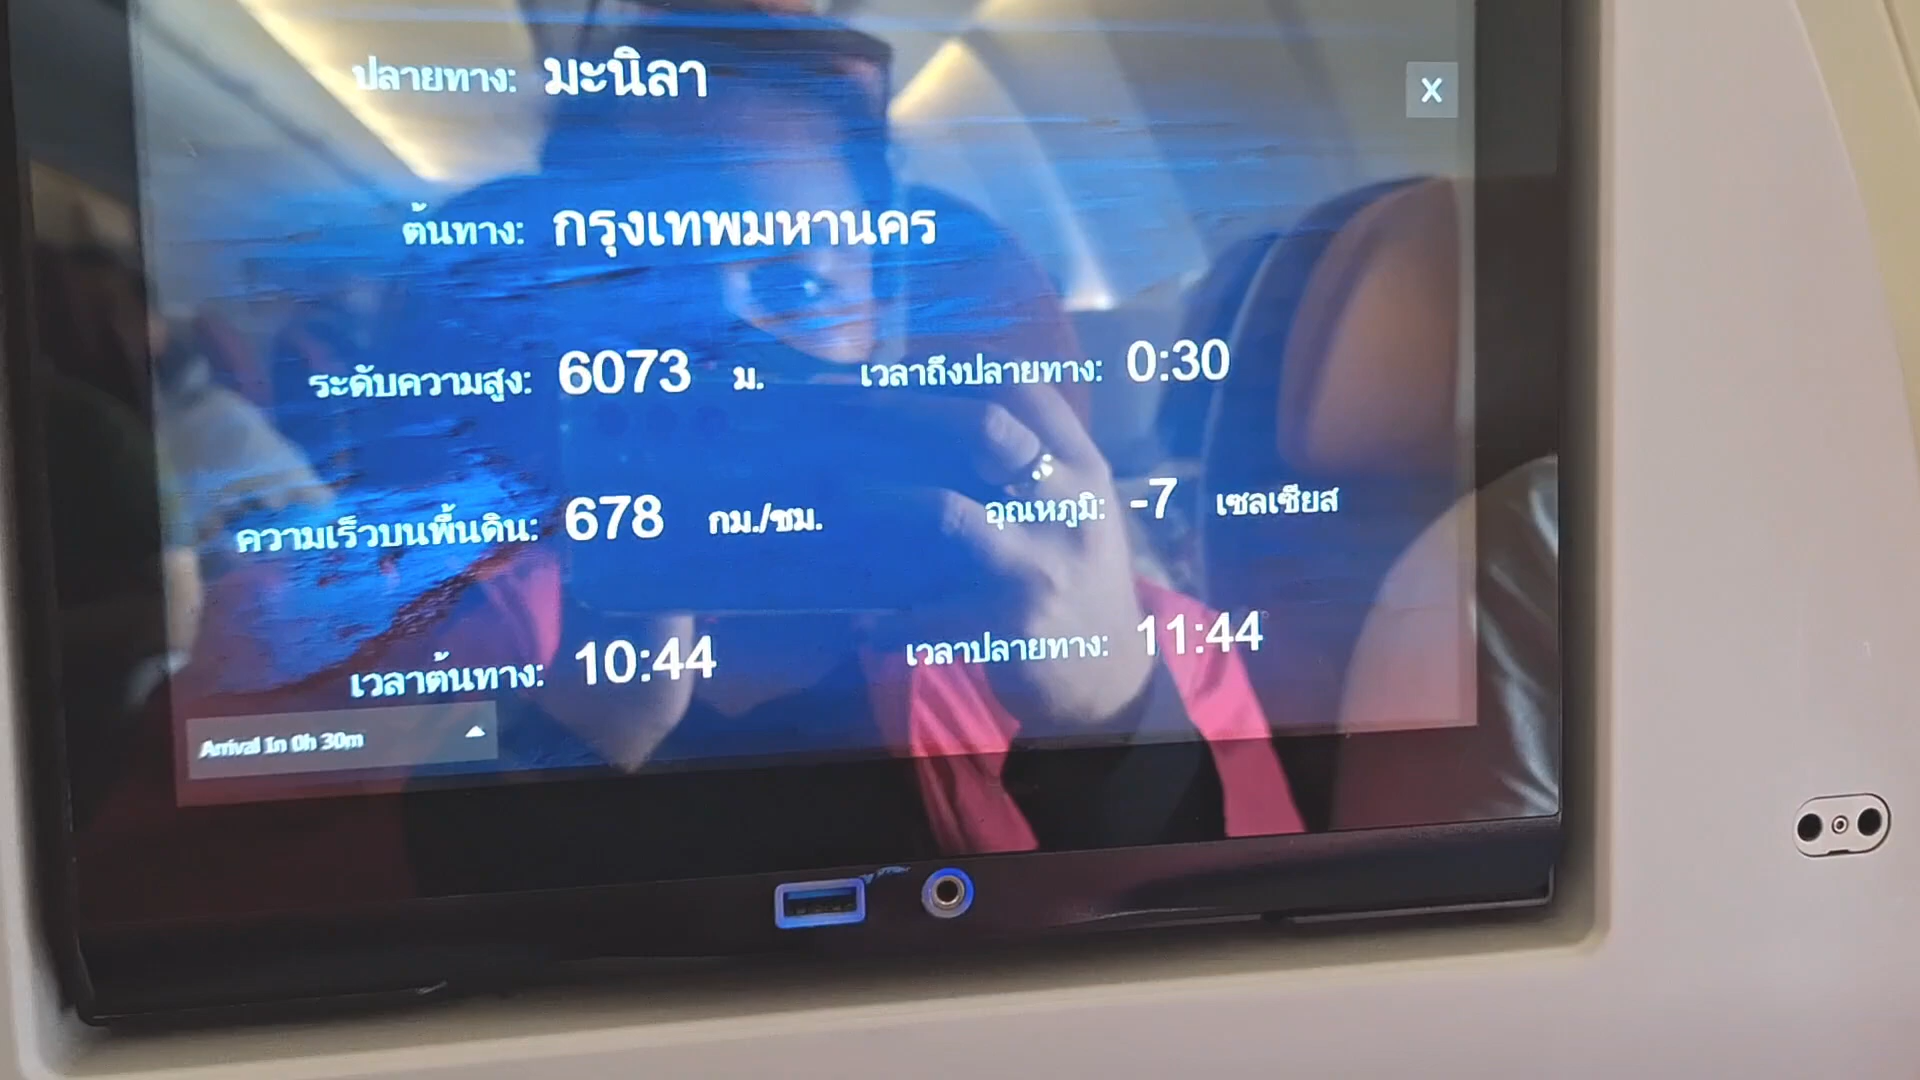 ปลายทาง: มะนิลา
X
ต้นทาง: กรุงเทพมหานคร
ระดับความสูง: 6073 ม. เวลาถึงปลายทาง: 0:30
ความเร็วบนพื้นดิน: 678 กม./ชม. อุณหภูมิ: -7 เซลเซียส
เวลาต้นทาง: 10:44 เวลาปลายทาง: 11:44
Arrival In 0h 30m